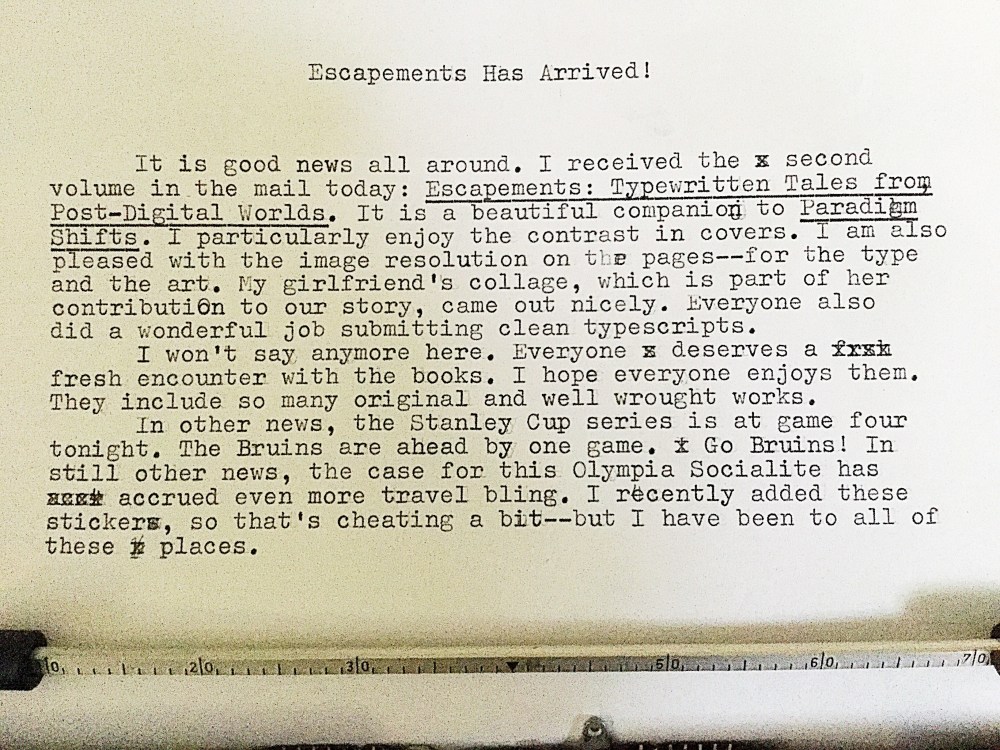 Escapements Has Arrived!
It is good news all around. I received the x second
volume in the mail today: Escapements: Typewritten Tales from
Post-Digital Worlds. It is a beautiful companion to Paradigm
Shifts. I particularly enjoy the contrast in covers. I am also
pleased with the image resolution on the pages--for the type
and the art. My girlfriend's collage, which is part of her
contribution to our story, came out nicely. Everyone also
did a wonderful job submitting clean typescripts.
I won't say anymore here. Everyone deserves a
fresh encounter with the books. I hope everyone enjoys them.
They include so many original and well wrought works.
In other news, the Stanley Cup series is at game four
tonight. The Bruins are ahead by one game. Go Bruins! In
still other news, the case for this Olympia Socialite has
accrued even more travel bling. I recently added these
stickers, so that's cheating a bit--but I have been to all of
these places.
10 20 30 50 60 70